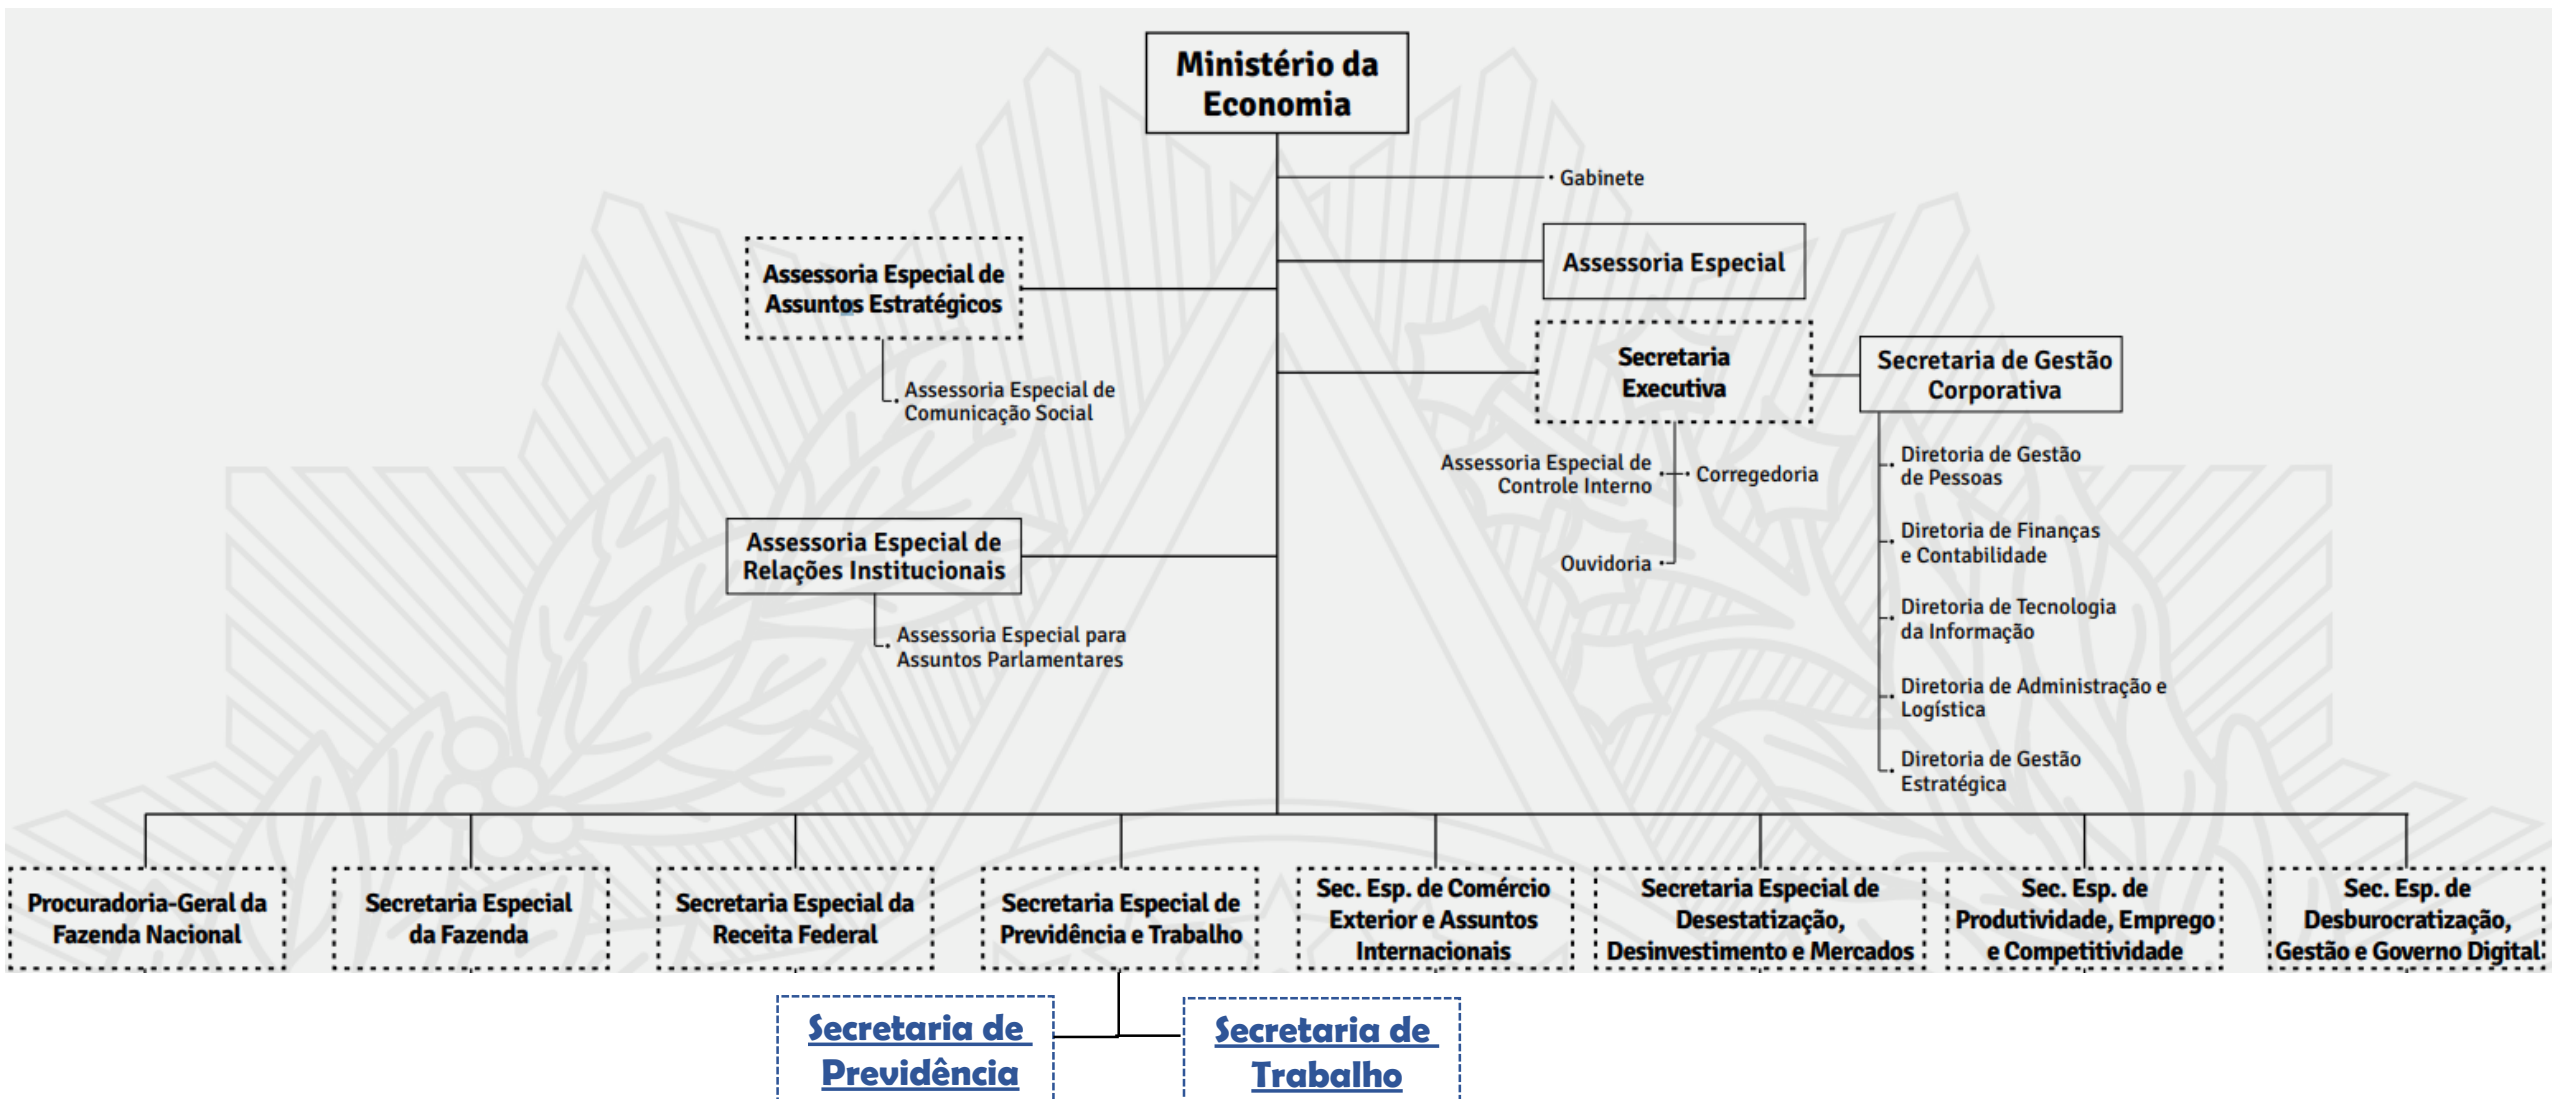 Ministério da
Economia
Gabinete
Assessoria Especial
Assessoria Especial de
Assuntos Estratégicos
Assessoria Especial de
Comunicação Social
Secretaria
Executiva
Secretaria de Gestão
Corporativa
Assessoria Especial de
Controle Interno
Corregedoria
Ouvidoria
Diretoria de Gestão
de Pessoas
Diretoria de Finanças
e Contabilidade
Diretoria de Tecnologia
da Informação
Diretoria de Administração e
Logística
Diretoria de Gestão
Estratégica
Assessoria Especial de
Relações Institucionais
Assessoria Especial para
Assuntos Parlamentares
Procuradoria-Geral da
Fazenda Nacional
Secretaria Especial
da Fazenda
Secretaria Especial da
Receita Federal
Secretaria Especial de
Previdência e Trabalho
Sec. Esp. de Comércio
Exterior e Assuntos
Internacionais
Secretaria Especial de
Desestatização,
Desinvestimento e Mercados
Sec. Esp. de
Produtividade, Emprego
e Competitividade
Sec. Esp. de
Desburocratização,
Gestão e Governo Digital
Secretaria de
Previdência
Secretaria de
Trabalho